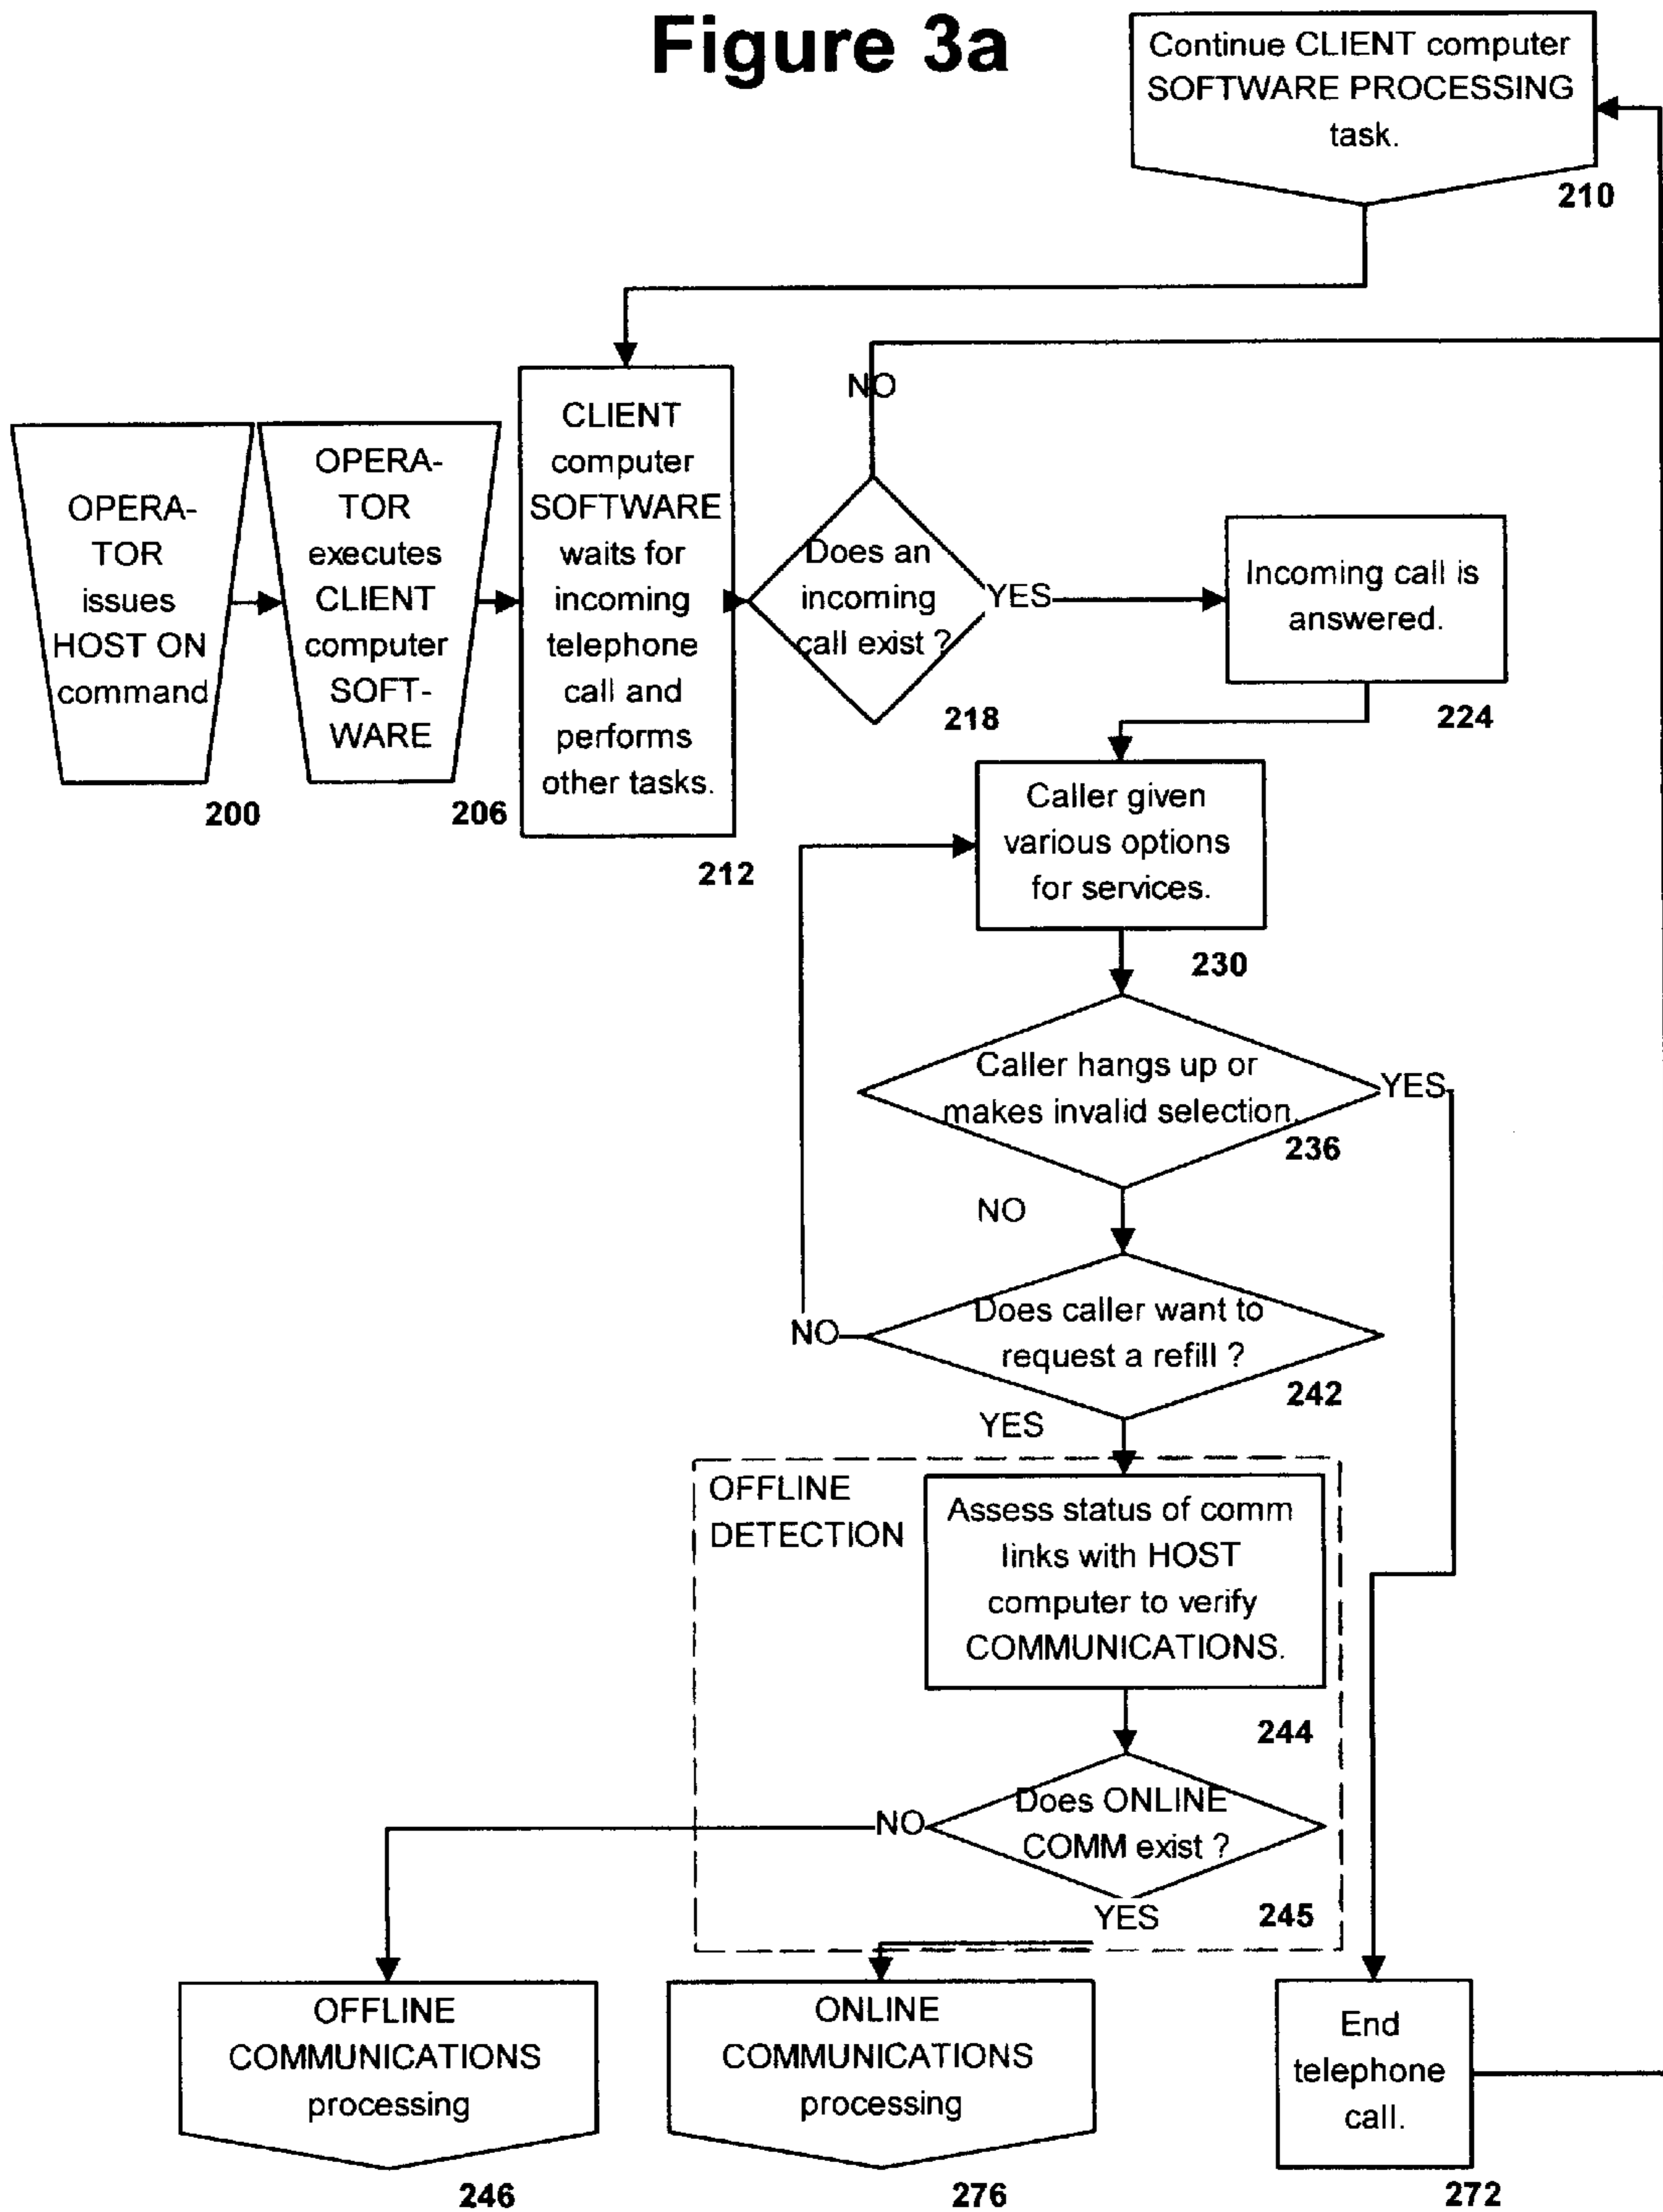 Figure 3a
Continue CLIENT computer
SOFTWARE PROCESSING
task.
210
OPERA-
TOR
issues
HOST ON
command
200
OPERA-
TOR
executes
CLIENT
computer
SOFT-
WARE
206
CLIENT
computer
SOFTWARE
waits for
incoming
telephone
call and
performs
other tasks.
212
NO
Does an
incoming
call exist ?
YES
218
Incoming call is
answered.
224
Caller given
various options
for services.
230
Caller hangs up or
makes invalid selection.
YES
236
NO
Does caller want to
request a refill ?
NO
242
YES
OFFLINE
DETECTION
Assess status of comm
links with HOST
computer to verify
COMMUNICATIONS.
244
Does ONLINE
COMM exist ?
NO
YES
245
OFFLINE
COMMUNICATIONS
processing
246
ONLINE
COMMUNICATIONS
processing
276
End
telephone
call.
272